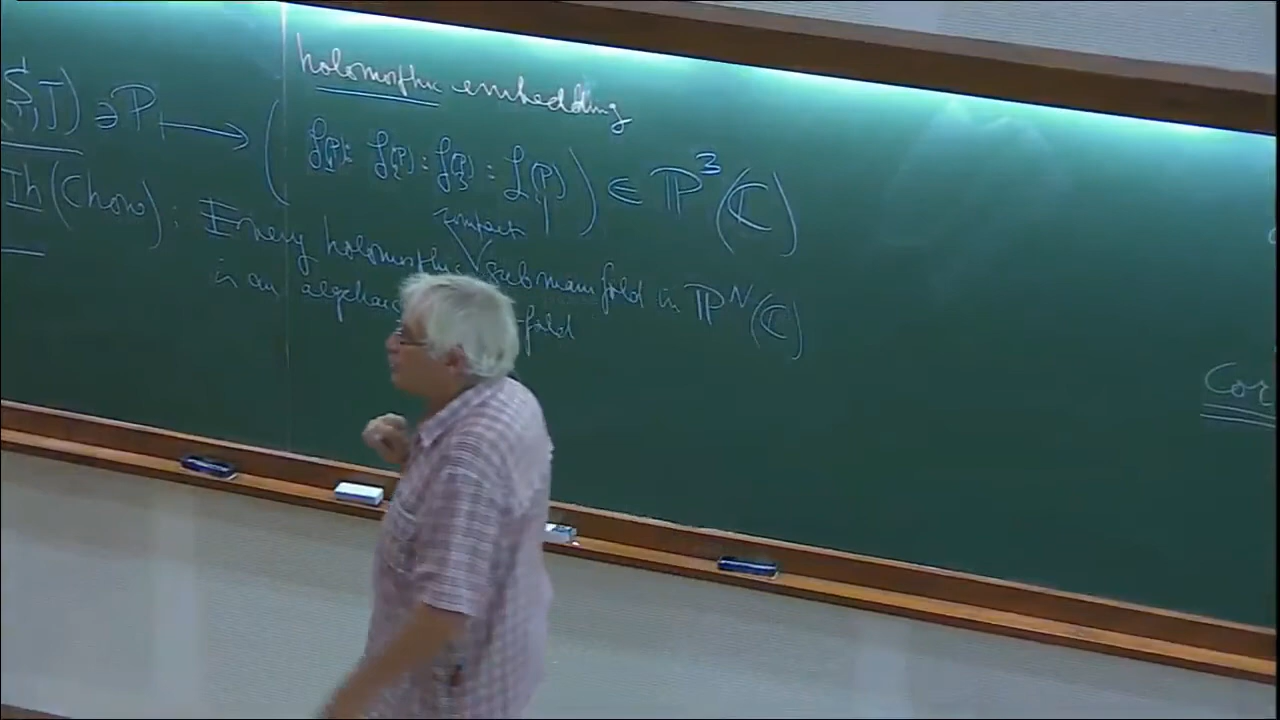 holomorphic embedding
(S, J) ∋ P ⟼ (f₁(P) : f₂(P) : f₃(P) : f₄(P)) ∈ ℙ³(ℂ)
Th (Chow) : Every holomorphic compact submanifold in ℙᴺ(ℂ)
is an algebraic fold
Cor